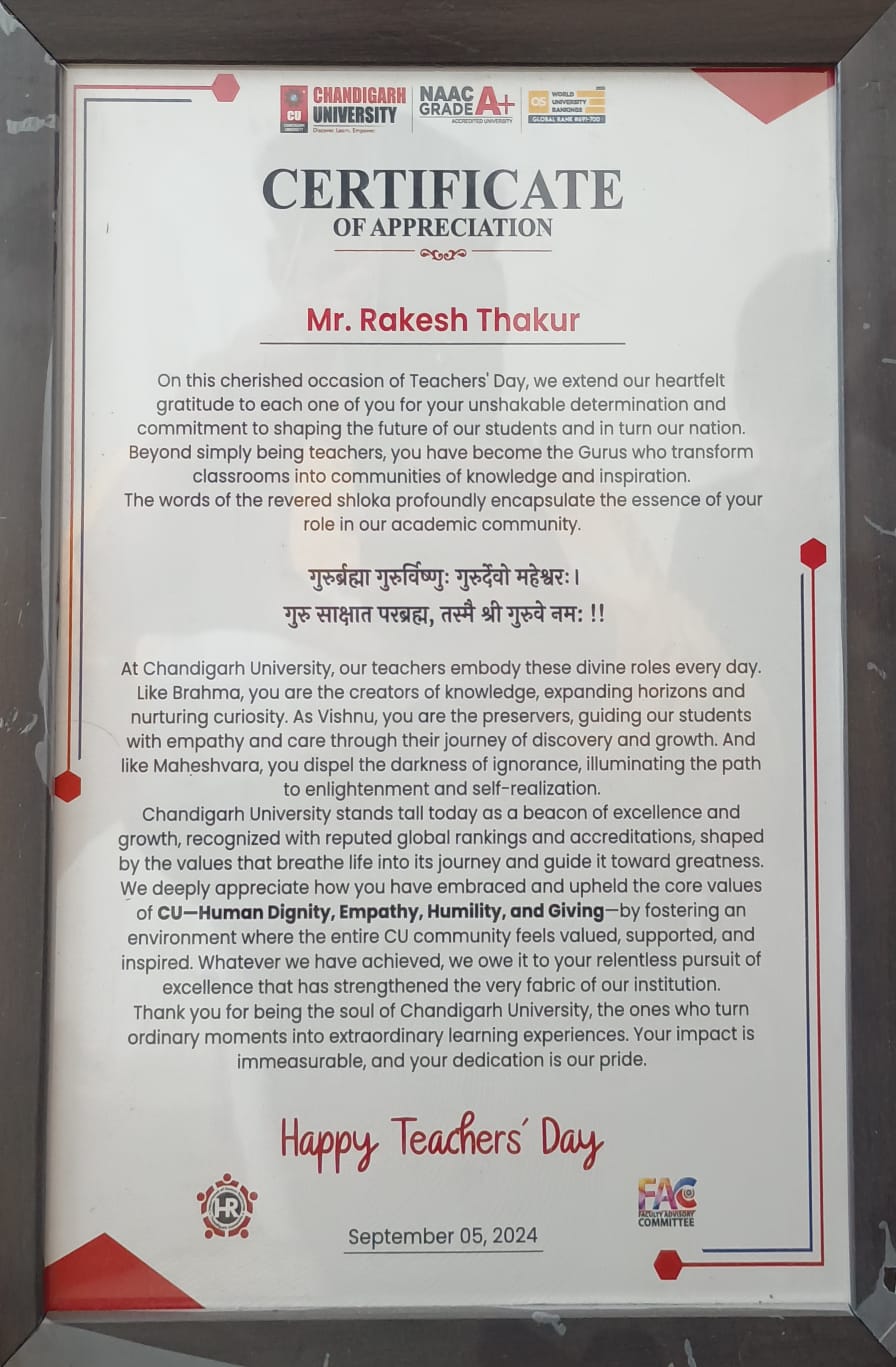 CHANDIGARH
UNIVERSITY
Discover. Learn. Empower.
CU
CHANDIGARH
UNIVERSITY
NAAC
GRADE A+
ACCREDITED UNIVERSITY
QS WORLD
UNIVERSITY
RANKINGS
GLOBAL RANK #691-700
CERTIFICATE
OF APPRECIATION
Mr. Rakesh Thakur
On this cherished occasion of Teachers' Day, we extend our heartfelt
gratitude to each one of you for your unshakable determination and
commitment to shaping the future of our students and in turn our nation.
Beyond simply being teachers, you have become the Gurus who transform
classrooms into communities of knowledge and inspiration.
The words of the revered shloka profoundly encapsulate the essence of your
role in our academic community.
गुरुर्ब्रह्मा गुरुर्विष्णुः गुरुर्देवो महेश्वरः।
गुरु साक्षात परब्रह्म, तस्मै श्री गुरुवे नम: !!
At Chandigarh University, our teachers embody these divine roles every day.
Like Brahma, you are the creators of knowledge, expanding horizons and
nurturing curiosity. As Vishnu, you are the preservers, guiding our students
with empathy and care through their journey of discovery and growth. And
like Maheshvara, you dispel the darkness of ignorance, illuminating the path
to enlightenment and self-realization.
Chandigarh University stands tall today as a beacon of excellence and
growth, recognized with reputed global rankings and accreditations, shaped
by the values that breathe life into its journey and guide it toward greatness.
We deeply appreciate how you have embraced and upheld the core values
of CU—Human Dignity, Empathy, Humility, and Giving—by fostering an
environment where the entire CU community feels valued, supported, and
inspired. Whatever we have achieved, we owe it to your relentless pursuit of
excellence that has strengthened the very fabric of our institution.
Thank you for being the soul of Chandigarh University, the ones who turn
ordinary moments into extraordinary learning experiences. Your impact is
immeasurable, and your dedication is our pride.
Happy Teachers' Day
HR
FAC
FACULTY ADVISORY
COMMITTEE
September 05, 2024